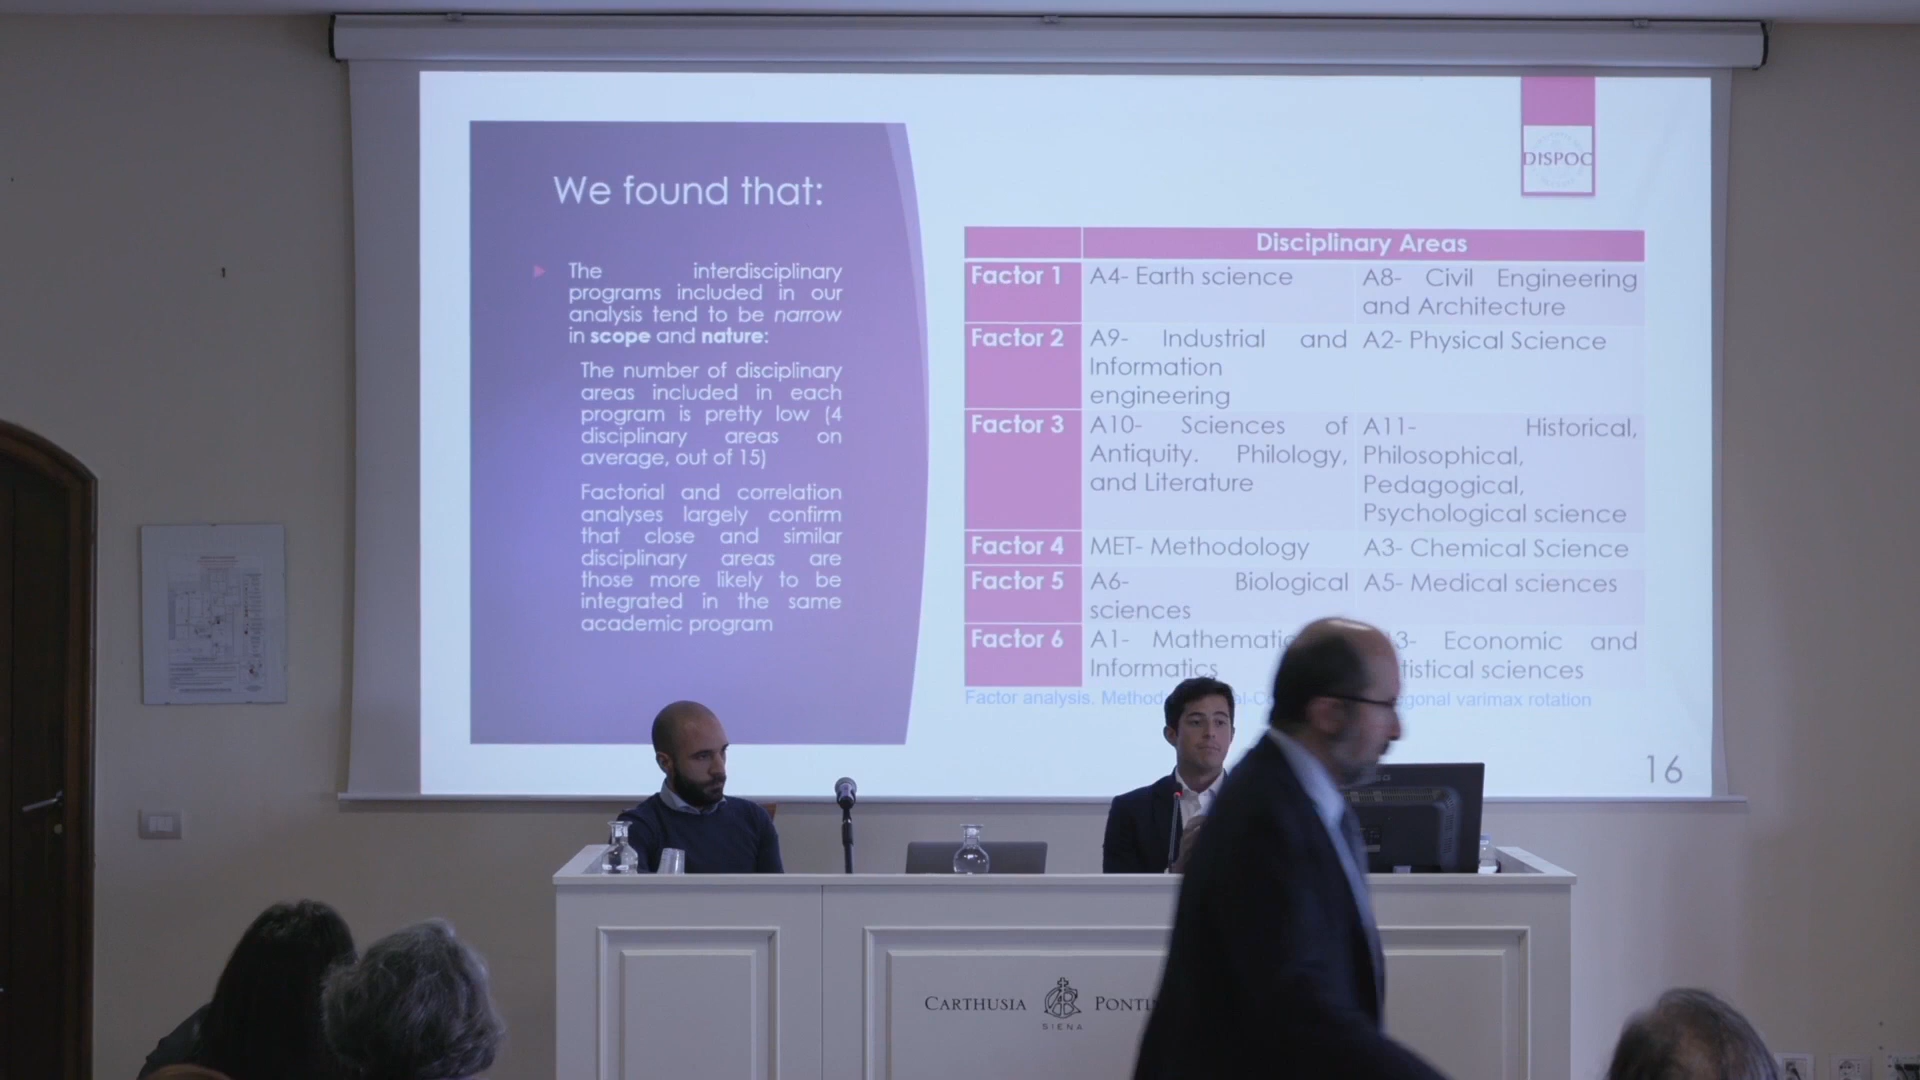 We found that:
The interdisciplinary
programs included in our
analysis tend to be narrow
in scope and nature:
The number of disciplinary
areas included in each
program is pretty low (4
disciplinary areas on
average, out of 15)
Factorial and correlation
analyses largely confirm
that close and similar
disciplinary areas are
those more likely to be
integrated in the same
academic program
DISPOC
Disciplinary Areas
Factor 1
A4- Earth science
A8- Civil Engineering
and Architecture
Factor 2
A9- Industrial and
Information
engineering
A2- Physical Science
Factor 3
A10- Sciences of
Antiquity. Philology,
and Literature
A11- Historical,
Philosophical,
Pedagogical,
Psychological science
Factor 4
MET- Methodology
A3- Chemical Science
Factor 5
A6- Biological
sciences
A5- Medical sciences
Factor 6
A1-
Informatics
Economic and
sciences
Factor analysis.
varimax rotation
16
CARTHUSIA
SIENA